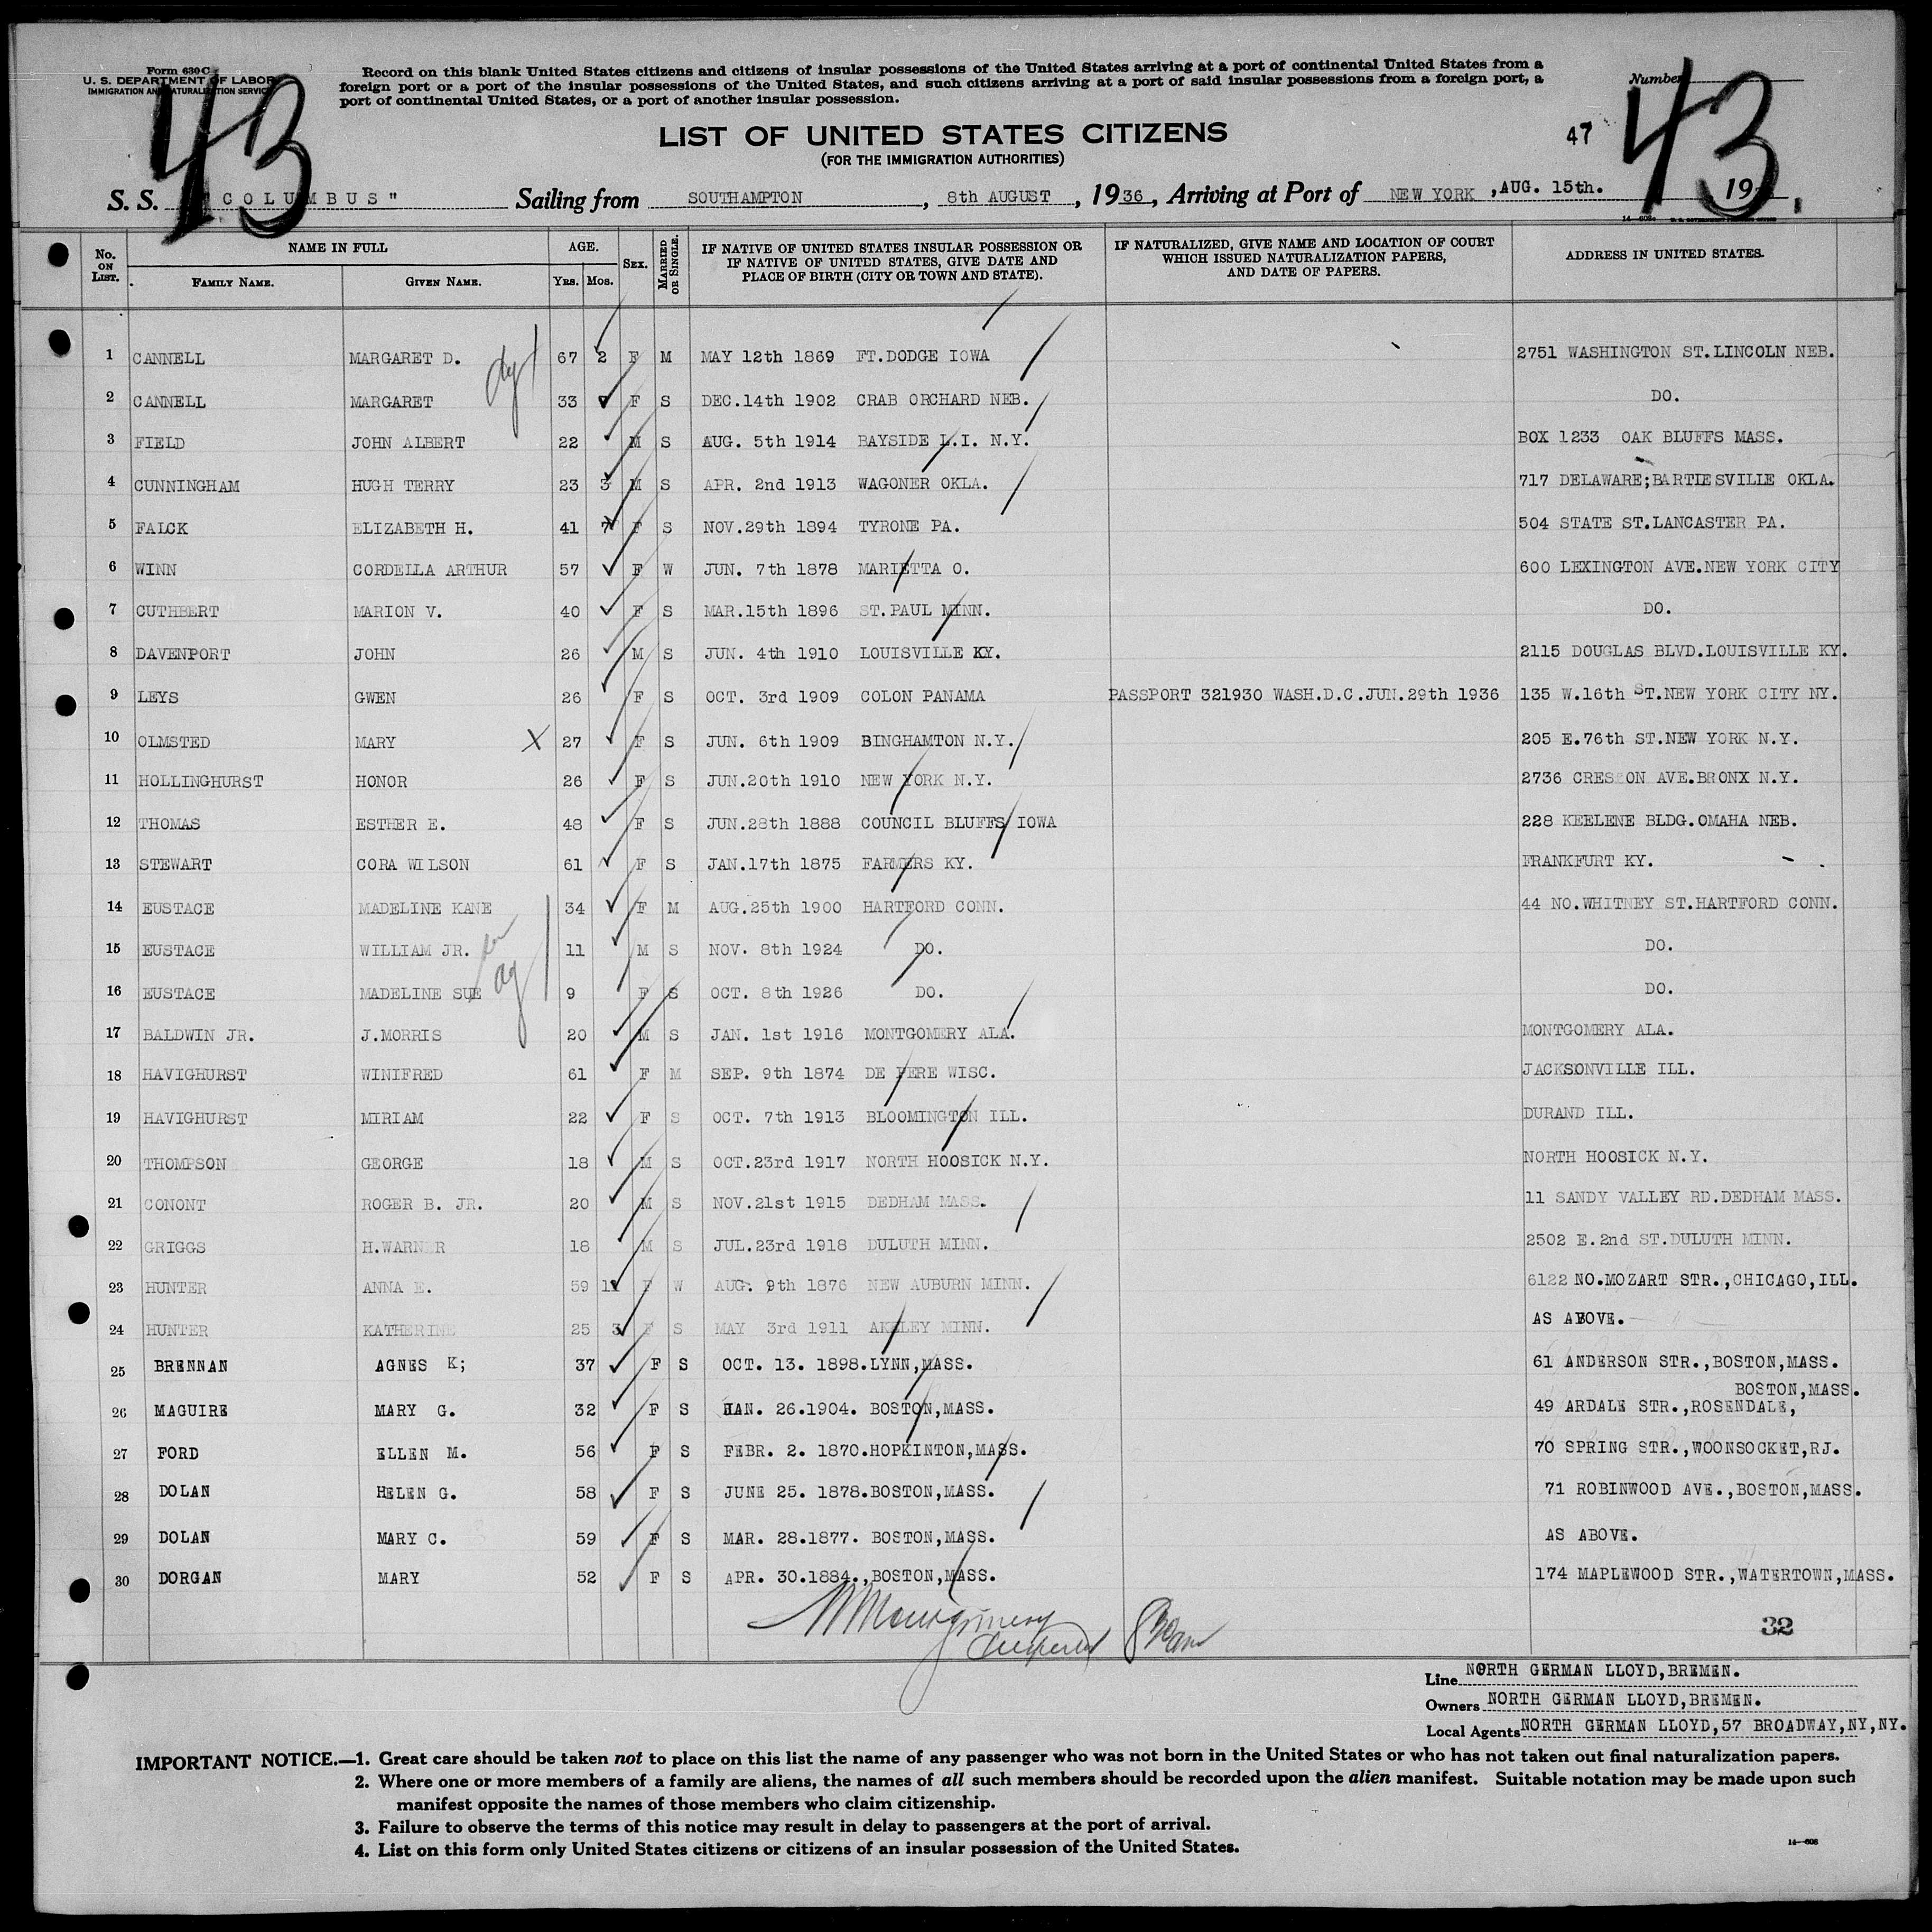 Form 630 C
U. S. DEPARTMENT OF LABOR
IMMIGRATION AND NATURALIZATION SERVICE
43
Record on this blank United States citizens and citizens of insular possessions of the United States arriving at a port of continental United States from a
foreign port or a port of the insular possessions of the United States, and such citizens arriving at a port of said insular possessions from a foreign port, a
port of continental United States, or a port of another insular possession.
Number
43
LIST OF UNITED STATES CITIZENS
47
(FOR THE IMMIGRATION AUTHORITIES)
S. S. "COLUMBUS" Sailing from SOUTHAMPTON, 8th AUGUST, 1936, Arriving at Port of NEW YORK, AUG. 15th. 19
No. ON LIST. NAME IN FULL AGE. SEX. MARRIED OR SINGLE. IF NATIVE OF UNITED STATES INSULAR POSSESSION OR IF NATIVE OF UNITED STATES, GIVE DATE AND PLACE OF BIRTH (CITY OR TOWN AND STATE). IF NATURALIZED, GIVE NAME AND LOCATION OF COURT WHICH ISSUED NATURALIZATION PAPERS, AND DATE OF PAPERS. ADDRESS IN UNITED STATES.
FAMILY NAME. GIVEN NAME. YRS. MOS.
1 CANNELL MARGARET D. 67 2 F M MAY 12th 1869 FT.DODGE IOWA 2751 WASHINGTON ST.LINCOLN NEB.
2 CANNELL MARGARET 33 F S DEC.14th 1902 CRAB ORCHARD NEB. DO.
3 FIELD JOHN ALBERT 22 M S AUG. 5th 1914 BAYSIDE L.I. N.Y. BOX 1233 OAK BLUFFS MASS.
4 CUNNINGHAM HUGH TERRY 23 3 M S APR. 2nd 1913 WAGONER OKLA. 717 DELAWARE;BARTIESVILLE OKLA.
5 FALCK ELIZABETH H. 41 7 F S NOV.29th 1894 TYRONE PA. 504 STATE ST.LANCASTER PA.
6 WINN CORDELLA ARTHUR 57 F W JUN. 7th 1878 MARIETTA O. 600 LEXINGTON AVE.NEW YORK CITY
7 CUTHBERT MARION V. 40 F S MAR.15th 1896 ST.PAUL MINN. DO.
8 DAVENPORT JOHN 26 M S JUN. 4th 1910 LOUISVILLE KY. 2115 DOUGLAS BLVD.LOUISVILLE KY.
9 LEYS GWEN 26 F S OCT. 3rd 1909 COLON PANAMA PASSPORT 321930 WASH.D.C.JUN.29th 1936 135 W.16th ST.NEW YORK CITY NY.
10 OLMSTED MARY X 27 F S JUN. 6th 1909 BINGHAMTON N.Y. 205 E.76th ST.NEW YORK N.Y.
11 HOLLINGHURST HONOR 26 F S JUN.20th 1910 NEW YORK N.Y. 2736 CRESTON AVE.BRONX N.Y.
12 THOMAS ESTHER E. 48 F S JUN.28th 1888 COUNCIL BLUFFS IOWA 228 KEELENE BLDG.OMAHA NEB.
13 STEWART CORA WILSON 61 F S JAN.17th 1875 FARMERS KY. FRANKFURT KY.
14 EUSTACE MADELINE KANE 34 F M AUG.25th 1900 HARTFORD CONN. 44 NO.WHITNEY ST.HARTFORD CONN.
15 EUSTACE WILLIAM JR. 11 M S NOV. 8th 1924 DO. DO.
16 EUSTACE MADELINE SUE 9 F S OCT. 8th 1926 DO. DO.
17 BALDWIN JR. J.MORRIS 20 M S JAN. 1st 1916 MONTGOMERY ALA. MONTGOMERY ALA.
18 HAVIGHURST WINIFRED 61 F M SEP. 9th 1874 DE PERE WISC. JACKSONVILLE ILL.
19 HAVIGHURST MIRIAM 22 F S OCT. 7th 1913 BLOOMINGTON ILL. DURAND ILL.
20 THOMPSON GEORGE 18 M S OCT.23rd 1917 NORTH HOOSICK N.Y. NORTH HOOSICK N.Y.
21 CONONT ROGER B. JR. 20 M S NOV.21st 1915 DEDHAM MASS. 11 SANDY VALLEY RD.DEDHAM MASS.
22 GRIGGS H.WARNER 18 M S JUL.23rd 1918 DULUTH MINN. 2502 E.2nd ST.DULUTH MINN.
23 HUNTER ANNA E. 59 11 F W AUG. 9th 1876 NEW AUBURN MINN. 6122 NO.MOZART STR.,CHICAGO,ILL.
24 HUNTER KATHERINE 25 3 F S MAY 3rd 1911 AKELEY MINN. AS ABOVE.
25 BRENNAN AGNES K; 37 F S OCT. 13. 1898.LYNN,MASS. 61 ANDERSON STR.,BOSTON,MASS.
BOSTON,MASS.
26 MAGUIRE MARY G. 32 F S JAN. 26.1904. BOSTON,MASS. 49 ARDALE STR.,ROSENDALE,
27 FORD ELLEN M. 56 F S FEBR. 2. 1870.HOPKINTON,MASS. 70 SPRING STR.,WOONSOCKET,RJ.
28 DOLAN HELEN G. 58 F S JUNE 25. 1878.BOSTON,MASS. 71 ROBINWOOD AVE.,BOSTON,MASS.
29 DOLAN MARY C. 59 F S MAR. 28.1877. BOSTON,MASS. AS ABOVE.
30 DORGAN MARY 52 F S APR. 30.1884.,BOSTON,MASS. 174 MAPLEWOOD STR.,WATERTOWN,MASS.
Montgomery
32
Line NORTH GERMAN LLOYD,BREMEN.
Owners NORTH GERMAN LLOYD,BREMEN.
Local Agents NORTH GERMAN LLOYD,57 BROADWAY,NY,NY.
IMPORTANT NOTICE.—1. Great care should be taken not to place on this list the name of any passenger who was not born in the United States or who has not taken out final naturalization papers.
2. Where one or more members of a family are aliens, the names of all such members should be recorded upon the alien manifest. Suitable notation may be made upon such
manifest opposite the names of those members who claim citizenship.
3. Failure to observe the terms of this notice may result in delay to passengers at the port of arrival.
4. List on this form only United States citizens or citizens of an insular possession of the United States.
14—608